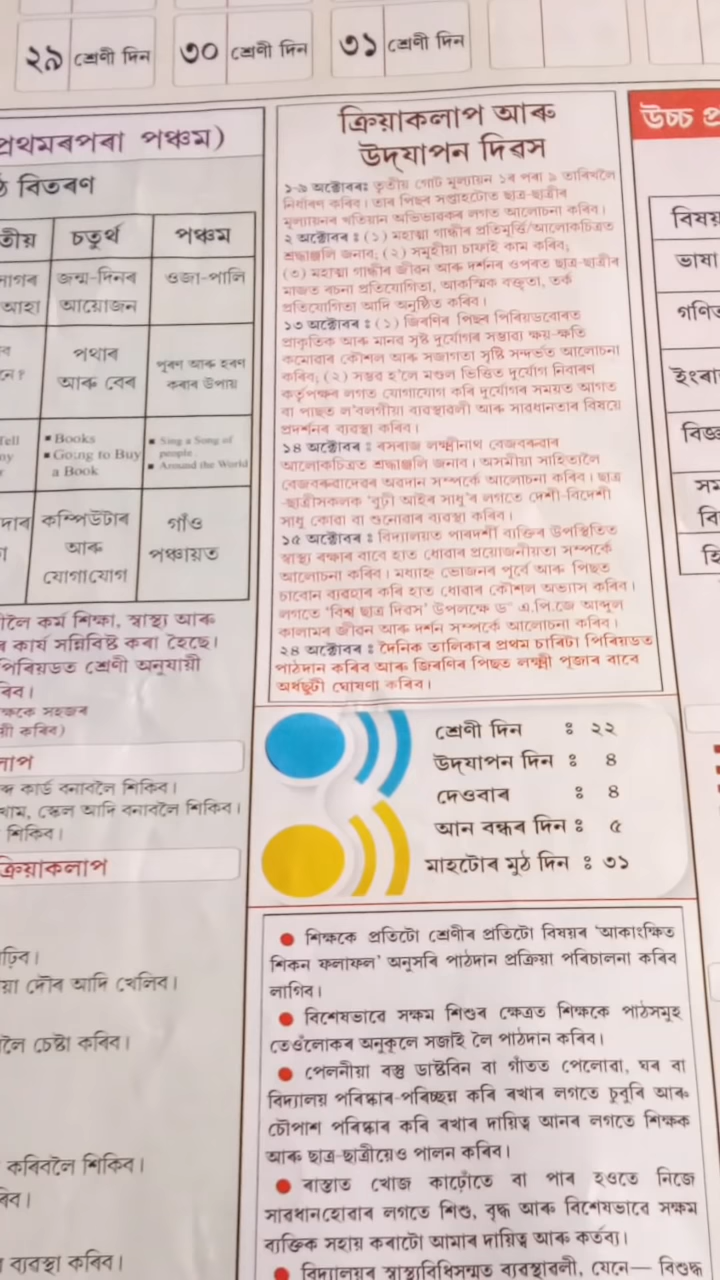 ২৯ শ্ৰেণী দিন
৩০ শ্ৰেণী দিন
৩১ শ্ৰেণী দিন
প্ৰথমৰপৰা পঞ্চম)
বিতৰণ
তীয় চতুৰ্থ পঞ্চম
নাগৰ জন্ম-দিনৰ ওজা-পালি
আহা আয়োজন
পথাৰ পূৰণ আৰু হৰণ
আৰু বেৰ কৰাৰ উপায়
Tell ▪ Books ▪ Sing a Song of
▪ Going to Buy people
a Book ▪ Around the World
কম্পিউটাৰ গাঁও
আৰু পঞ্চায়ত
যোগাযোগ
কৰ্ম শিক্ষা, স্বাস্থ্য আৰু
কাৰ্য সন্নিবিষ্ট কৰা হৈছে।
পিৰিয়ডত শ্ৰেণী অনুযায়ী
ক্ষকে সহজৰ
কৰিব)
লাপ
কাৰ্ড বনাবলৈ শিকিব।
স্কেল আদি বনাবলৈ শিকিব।
শিকিব।
ক্ৰিয়াকলাপ
দৌৰ আদি খেলিব।
চেষ্টা কৰিব।
কৰিবলৈ শিকিব।
ব্যৱস্থা কৰিব।
ক্ৰিয়াকলাপ আৰু
উদ্‌যাপন দিৱস
১-৯ অক্টোবৰঃ তৃতীয় গোট মূল্যায়ন ১ৰ পৰা ৯ তাৰিখলৈ
নিৰ্ধাৰণ কৰিব। তাৰ পিছৰ সপ্তাহটোত ছাত্ৰ-ছাত্ৰীৰ
মূল্যায়নৰ খতিয়ান অভিভাৱকৰ লগত আলোচনা কৰিব।
২ অক্টোবৰ : (১) মহাত্মা গান্ধীৰ প্ৰতিমূৰ্ত্তি/আলোকচিত্ৰত
শ্ৰদ্ধাঞ্জলি জনাব; (২) সমূহীয়া চাফাই কাম কৰিব;
(৩) মহাত্মা গান্ধীৰ জীৱন আৰু দৰ্শনৰ ওপৰত ছাত্ৰ-ছাত্ৰীৰ
মাজত ৰচনা প্ৰতিযোগিতা, আকস্মিক বক্তৃতা, তৰ্ক
প্ৰতিযোগিতা আদি অনুষ্ঠিত কৰিব।
১৩ অক্টোবৰ : (১) জিৰণিৰ পিছৰ পিৰিয়ডবোৰত
প্ৰাকৃতিক আৰু মানৱ সৃষ্ট দুৰ্যোগৰ সম্ভাব্য ক্ষয়-ক্ষতি
কমোৱাৰ কৌশল আৰু সজাগতা সৃষ্টি সন্দৰ্ভত আলোচনা
কৰিব; (২) সম্ভৱ হ'লে মণ্ডল ভিত্তিত দুৰ্যোগ নিবাৰণ
কৰ্তৃপক্ষৰ লগত যোগাযোগ কৰি দুৰ্যোগৰ সময়ত আগত
বা পাছত ল'বলগীয়া ব্যৱস্থাৱলী আৰু সাৱধানতাৰ বিষয়ে
প্ৰদৰ্শনৰ ব্যৱস্থা কৰিব।
১৪ অক্টোবৰ : ৰসৰাজ লক্ষ্মীনাথ বেজবৰুৱাৰ
আলোকচিত্ৰত শ্ৰদ্ধাঞ্জলি জনাব। অসমীয়া সাহিত্যলৈ
বেজবৰুৱাদেৱৰ অৱদান সম্পৰ্কে আলোচনা কৰিব। ছাত্ৰ
-ছাত্ৰীসকলক 'বুঢ়ী আইৰ সাধু'ৰ লগতে দেশী-বিদেশী
সাধু কোৱা বা শুনোৱাৰ ব্যৱস্থা কৰিব।
১৫ অক্টোবৰ : বিদ্যালয়ত পাৰদৰ্শী ব্যক্তিৰ উপস্থিতিত
স্বাস্থ্য ৰক্ষাৰ বাবে হাত ধোৱাৰ প্ৰয়োজনীয়তা সম্পৰ্কে
আলোচনা কৰিব। মধ্যাহ্ন ভোজনৰ পূৰ্বে আৰু পিছত
চাবোন ব্যৱহাৰ কৰি হাত ধোৱাৰ কৌশল অভ্যাস কৰিব।
লগতে 'বিশ্ব ছাত্ৰ দিৱস' উপলক্ষে ড° এ.পি.জে আব্দুল
কালামৰ জীৱন আৰু দৰ্শন সম্পৰ্কে আলোচনা কৰিব।
২৪ অক্টোবৰ : দৈনিক তালিকাৰ প্ৰথম চাৰিটা পিৰিয়ডত
পাঠদান কৰিব আৰু জিৰণিৰ পিছত লক্ষ্মী পূজাৰ বাবে
অৰ্ধছুটী ঘোষণা কৰিব।
শ্ৰেণী দিন : ২২
উদ্‌যাপন দিন : ৪
দেওবাৰ : ৪
আন বন্ধৰ দিন : ৫
মাহটোৰ মুঠ দিন : ৩১
● শিক্ষকে প্ৰতিটো শ্ৰেণীৰ প্ৰতিটো বিষয়ৰ 'আকাংক্ষিত
শিকন ফলাফল' অনুসৰি পাঠদান প্ৰক্ৰিয়া পৰিচালনা কৰিব
লাগিব।
● বিশেষভাৱে সক্ষম শিশুৰ ক্ষেত্ৰত শিক্ষকে পাঠসমূহ
তেওঁলোকৰ অনুকূলে সজাই লৈ পাঠদান কৰিব।
● পেলনীয়া বস্তু ডাষ্টবিন বা গাঁতত পেলোৱা, ঘৰ বা
বিদ্যালয় পৰিষ্কাৰ-পৰিচ্ছন্ন কৰি ৰখাৰ লগতে চুবুৰি আৰু
চৌপাশ পৰিষ্কাৰ কৰি ৰখাৰ দায়িত্ব আনৰ লগতে শিক্ষক
আৰু ছাত্ৰ-ছাত্ৰীয়েও পালন কৰিব।
● ৰাস্তাত খোজ কাঢ়োঁতে বা পাৰ হওতে নিজে
সাৱধানহোৱাৰ লগতে শিশু, বৃদ্ধ আৰু বিশেষভাৱে সক্ষম
ব্যক্তিক সহায় কৰাটো আমাৰ দায়িত্ব আৰু কৰ্তব্য।
● বিদ্যালয়ৰ স্বাস্থ্যবিধিসন্মত ব্যৱস্থাৱলী, যেনে— বিশুদ্ধ
উচ্চ প্ৰ
বিষয়
ভাষা
গণিত
ইংৰা
বিজ্ঞ
সম
বি
হি